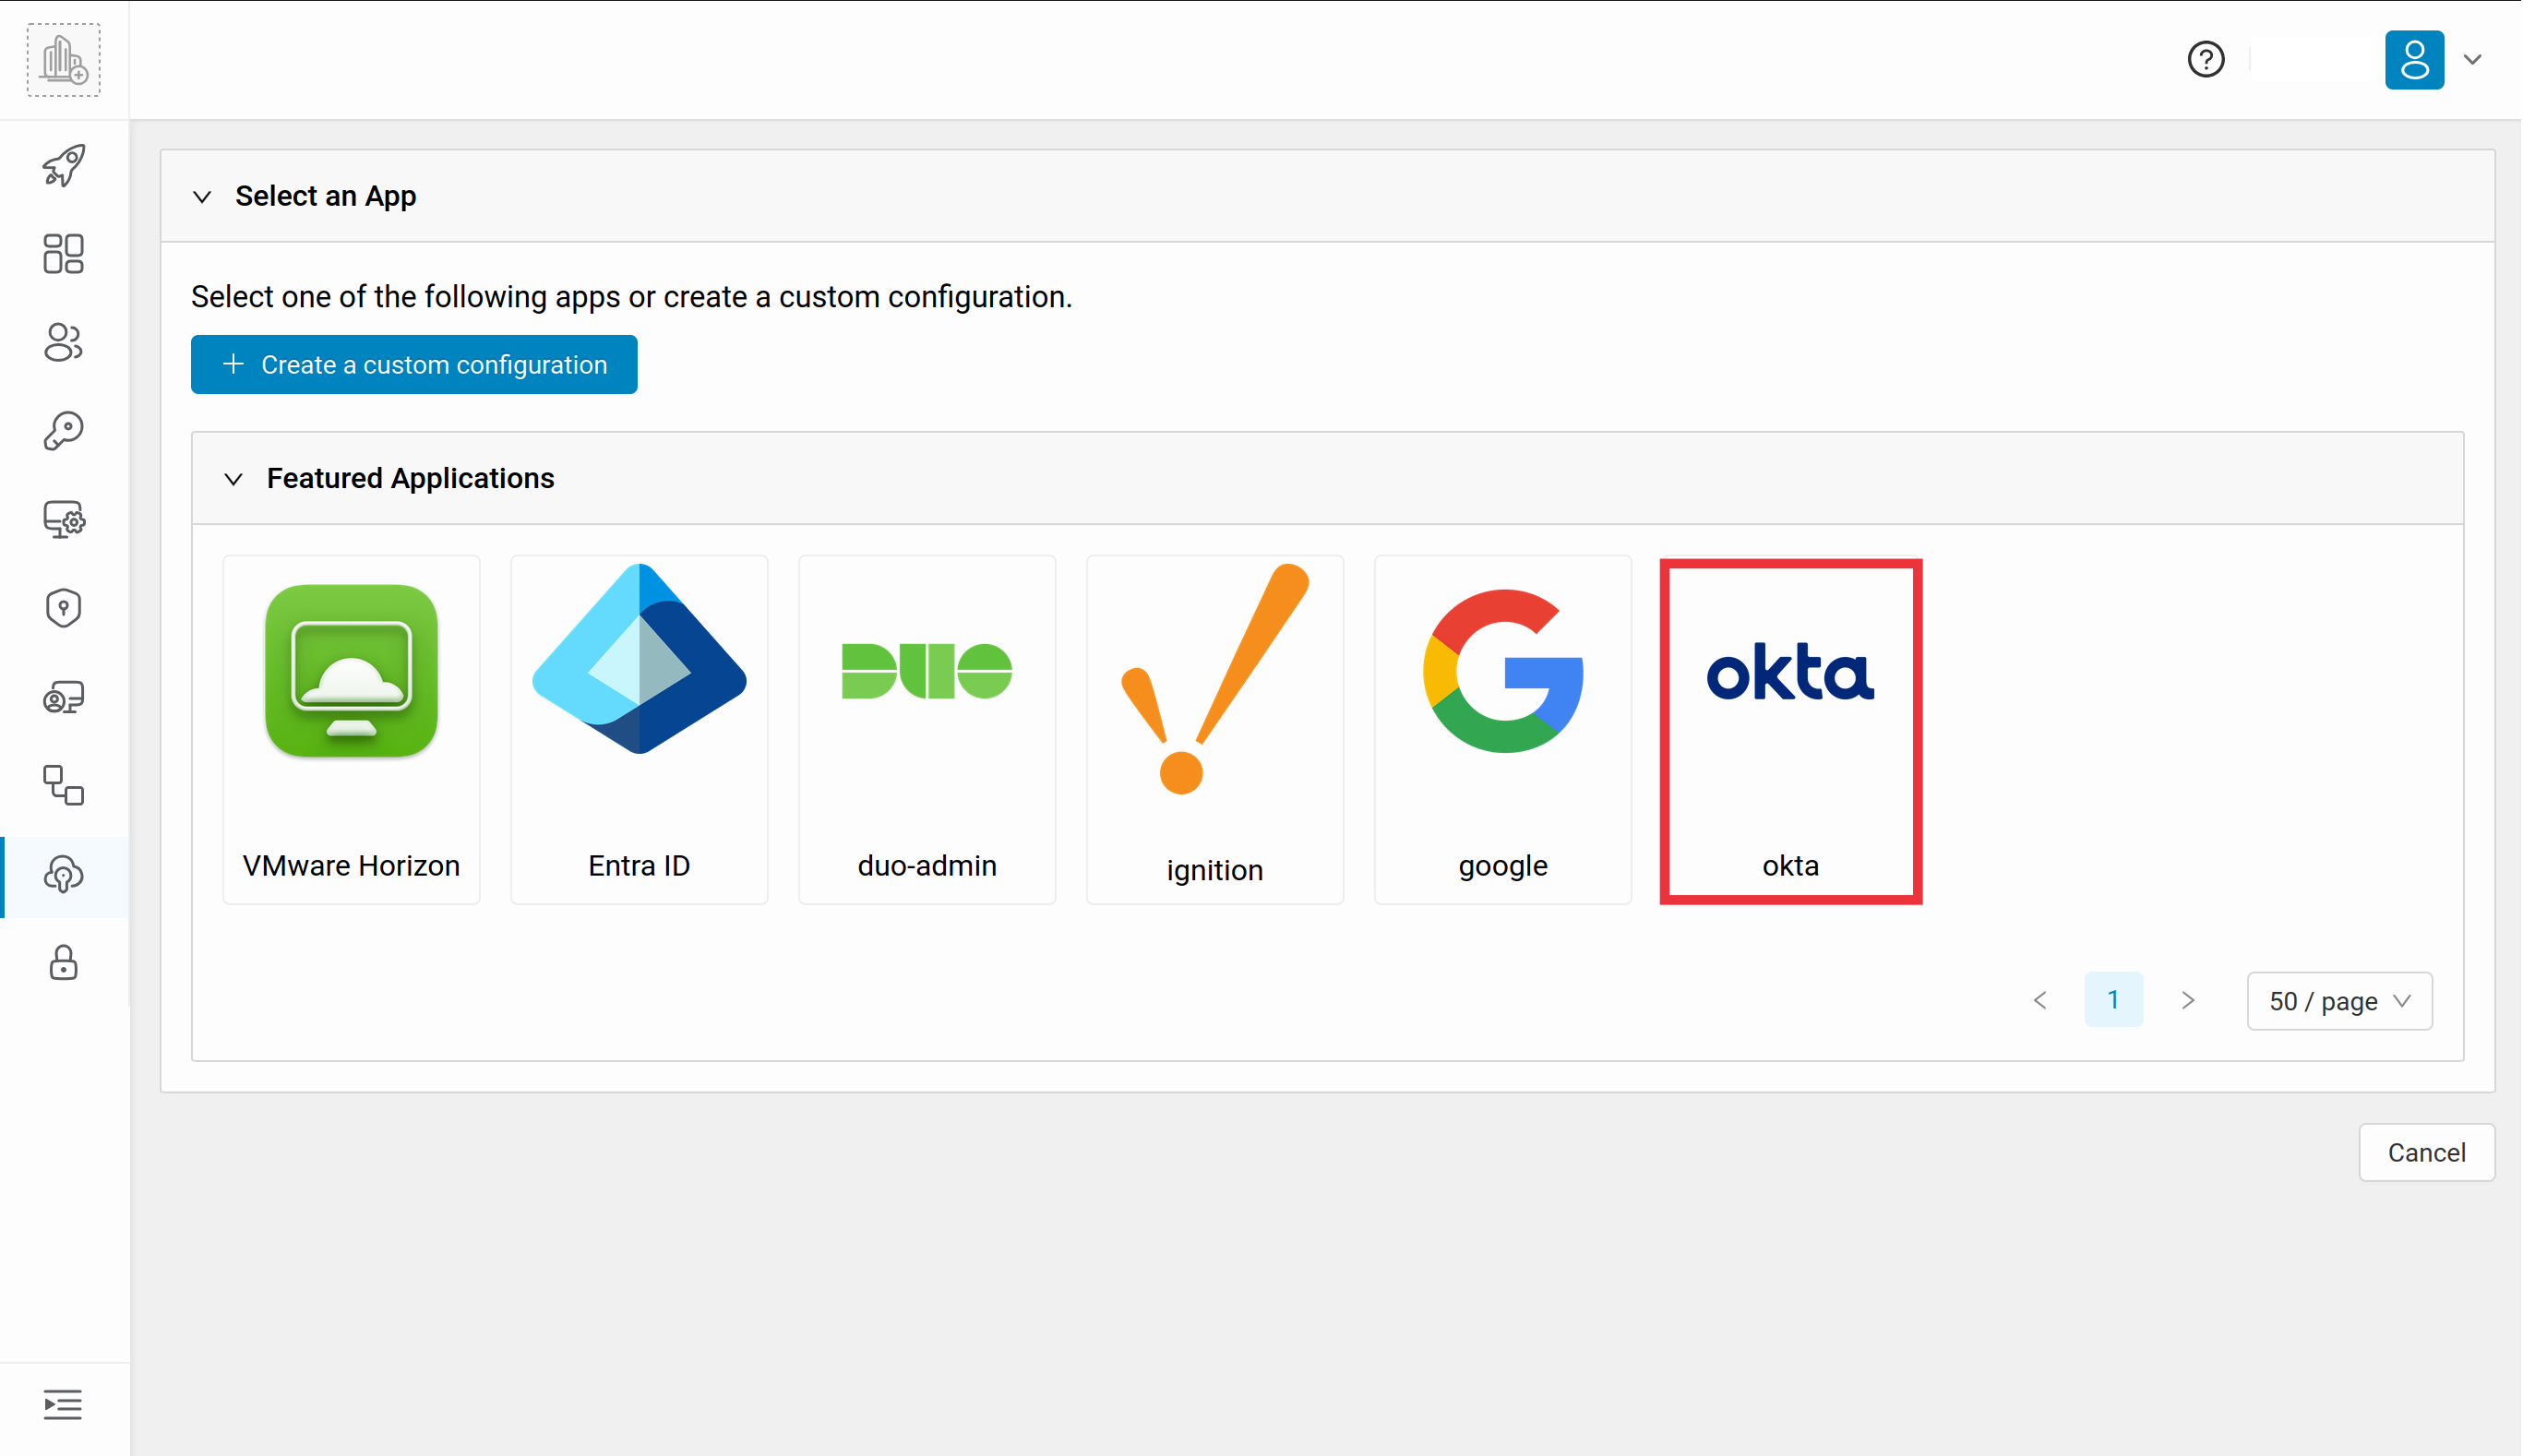 Select an App
Select one of the following apps or create a custom configuration.
Create a custom configuration
Featured Applications
DUO
okta
VMware Horizon
Entra ID
duo-admin
ignition
google
okta
1
50 / page
Cancel